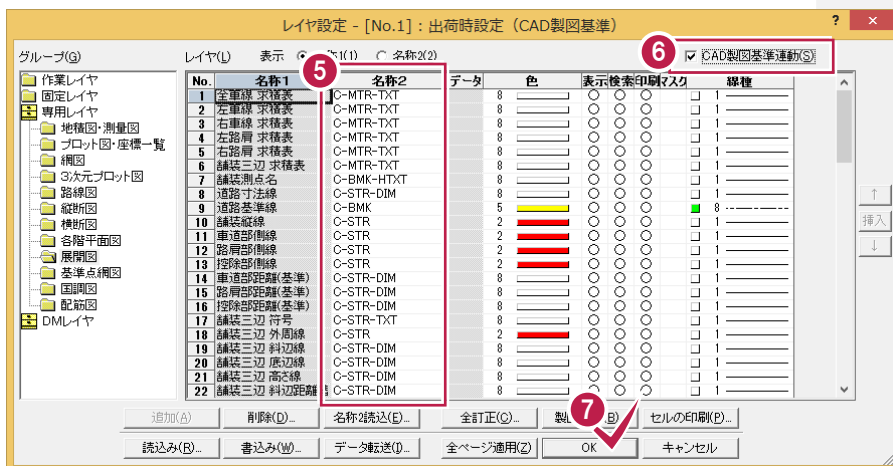 レイヤ設定 - [No.1]：出荷時設定（CAD製図基準）
? ×
グループ(G) レイヤ(L) 表示 (1) 名称2(2) 6 CAD製図基準連動(S)
作業レイヤ
固定レイヤ
専用レイヤ
地積図・測量図
プロット図・座標一覧
網図
3次元プロット図
路線図
縦断図
横断図
各階平面図
展開図
基準点網図
国調図
配筋図
DMレイヤ
5
No. 名称1 名称2 データ 色 表示 検索 印刷 マスク 線種
1 全車線 求積表 C-MTR-TXT 8 1
2 左車線 求積表 C-MTR-TXT 8 1
3 右車線 求積表 C-MTR-TXT 8 1
4 左路肩 求積表 C-MTR-TXT 8 1
5 右路肩 求積表 C-MTR-TXT 8 1
6 舗装三辺 求積表 C-MTR-TXT 8 1
7 舗装測点名 C-BMK-HTXT 8 1
8 道路寸法線 C-STR-DIM 8 1
9 道路基準線 C-BMK 5 8
10 舗装縦線 C-STR 2 1
11 車道部側線 C-STR 2 1
12 路肩部側線 C-STR 2 1
13 控除部側線 C-STR 2 1
14 車道部距離(基準) C-STR-DIM 8 1
15 路肩部距離(基準) C-STR-DIM 8 1
16 控除部距離(基準) C-STR-DIM 8 1
17 舗装三辺 符号 C-STR-TXT 8 1
18 舗装三辺 外周線 C-STR 2 1
19 舗装三辺 斜辺線 C-STR-DIM 8 1
20 舗装三辺 底辺線 C-STR-DIM 8 1
21 舗装三辺 高さ線 C-STR-DIM 8 1
22 舗装三辺 斜辺距離 C-STR-DIM 8 1
↑
挿入
↓
追加(A) 削除(D)... 名称2読込(E)... 全訂正(C)... 7 セルの印刷(P)...
読込み(R)... 書込み(W)... データ転送(I)... 全ページ適用(Z) OK キャンセル